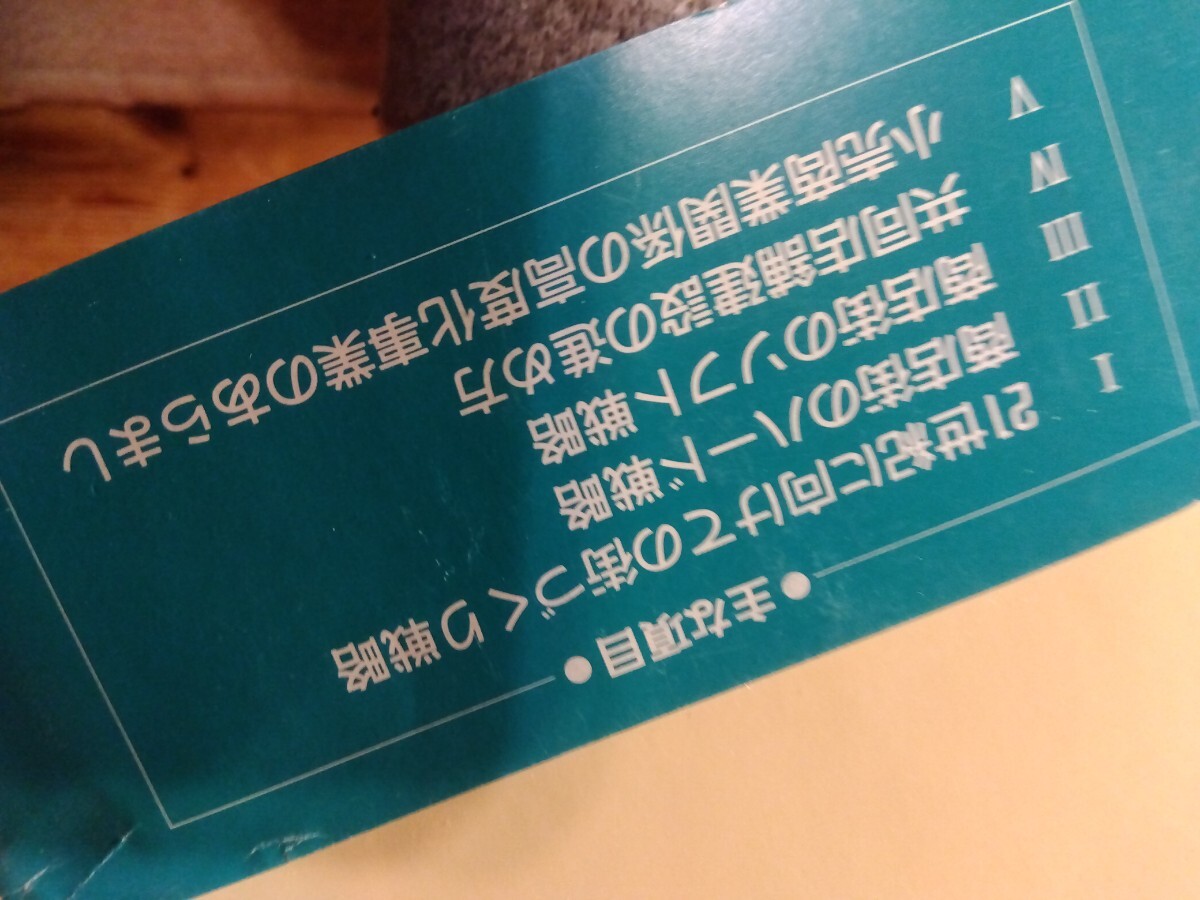 ●主な項目●
I 21世紀に向けての街づくり戦略
II 商店街のハード戦略
III 商店街のソフト戦略
IV 共同店舗建設の進め方
V 小売商業関係の高度化事業のあらまし